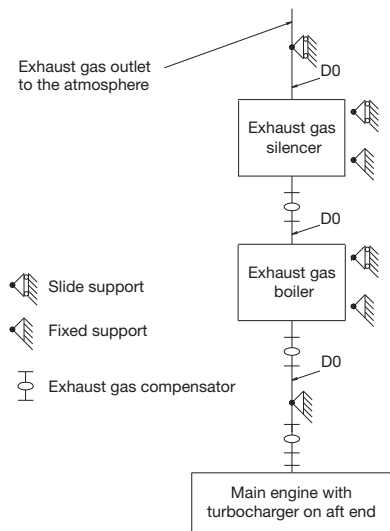 Exhaust gas outlet
to the atmosphere
D0
Exhaust gas
silencer
D0
Exhaust gas
boiler
Slide support
Fixed support
D0
Exhaust gas compensator
Main engine with
turbocharger on aft end